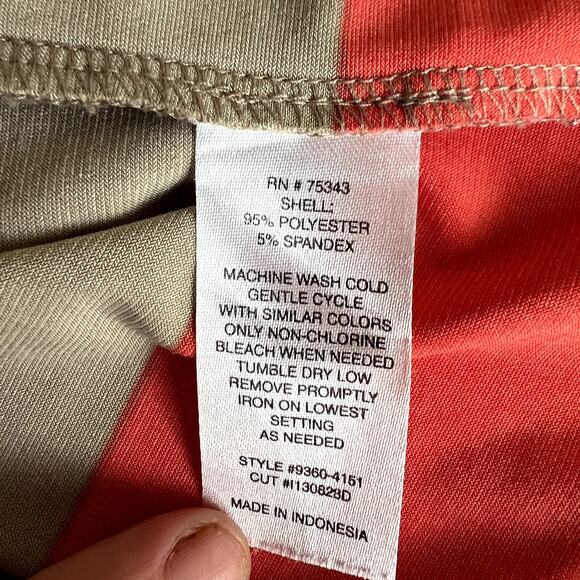 RN # 75343
SHELL:
95% POLYESTER
5% SPANDEX
MACHINE WASH COLD
GENTLE CYCLE
WITH SIMILAR COLORS
ONLY NON-CHLORINE
BLEACH WHEN NEEDED
TUMBLE DRY LOW
REMOVE PROMPTLY
IRON ON LOWEST
SETTING
AS NEEDED
STYLE #9360-4151
CUT #I130828D
MADE IN INDONESIA